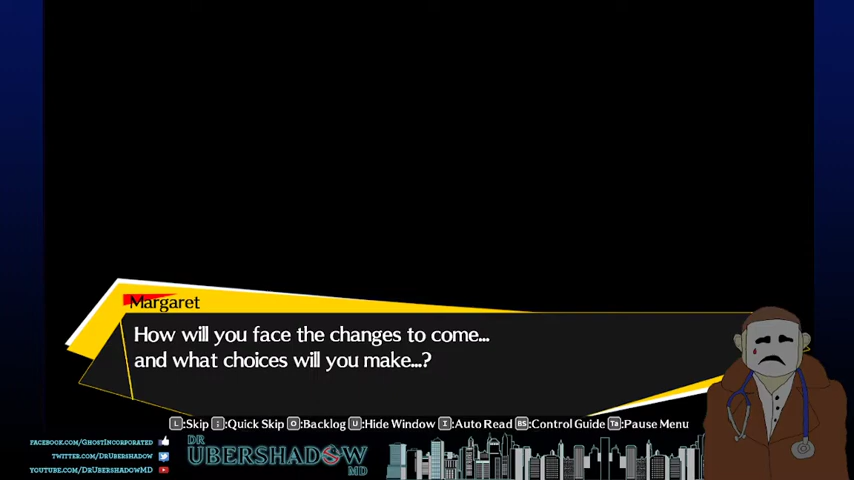 Margaret
How will you face the changes to come...
and what choices will you make...?
L:Skip ;:Quick Skip O:Backlog U:Hide Window I:Auto Read BS:Control Guide Ta:Pause Menu
facebook.com/GhostIncorporated
twitter.com/DrUbershadow
youtube.com/DrUbershadowMD
DR
UBERSHADOW
MD